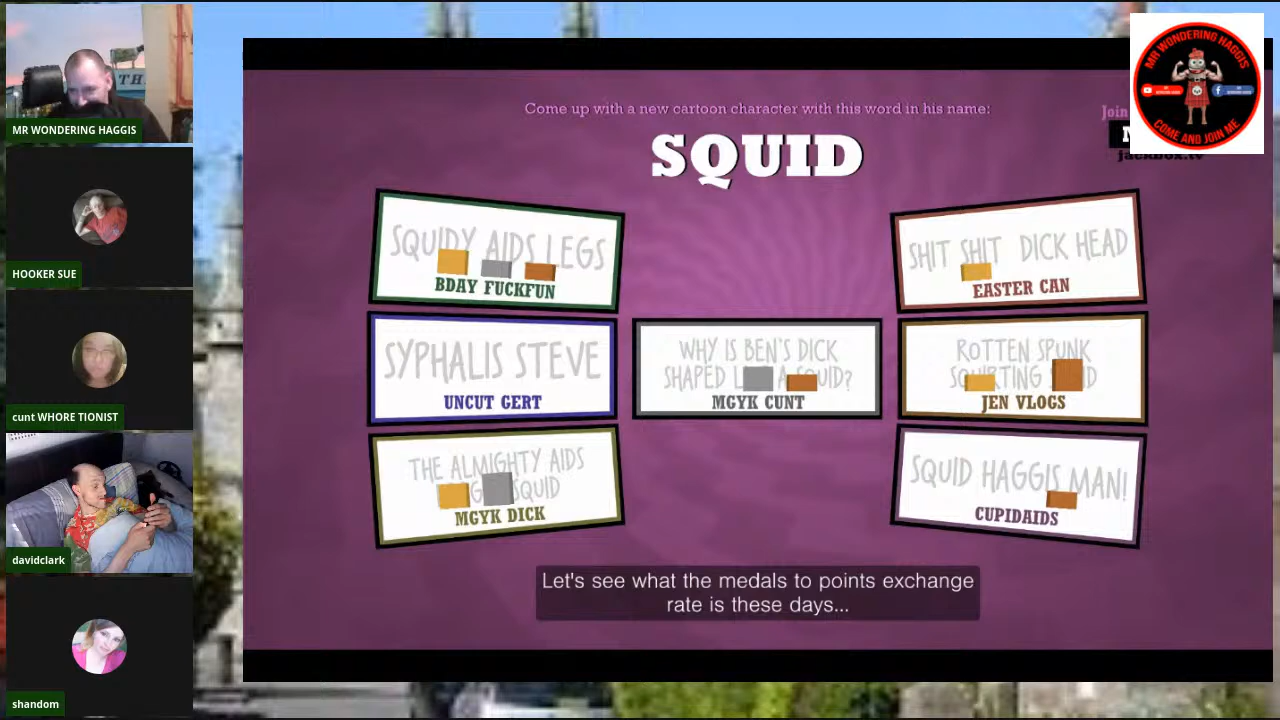 MR WONDERING HAGGIS
HOOKER SUE
cunt WHORE TIONIST
davidclark
shandom
Come up with a new cartoon character with this word in his name:
SQUID
Join
jackbox.tv
MR WONDERING HAGGIS
COME AND JOIN ME
SQUIDY AIDS LEGS
BDAY FUCKFUN
SYPHALIS STEVE
UNCUT GERT
THE ALMIGHTY AIDS
SQUID
MGYK DICK
WHY IS BEN'S DICK
SHAPED A SQUID?
MGYK CUNT
SHIT SHIT DICK HEAD
EASTER CAN
ROTTEN SPUNK
SQUIRTING
JEN VLOGS
SQUID HAGGIS MAN!
CUPIDAIDS
Let's see what the medals to points exchange
rate is these days...